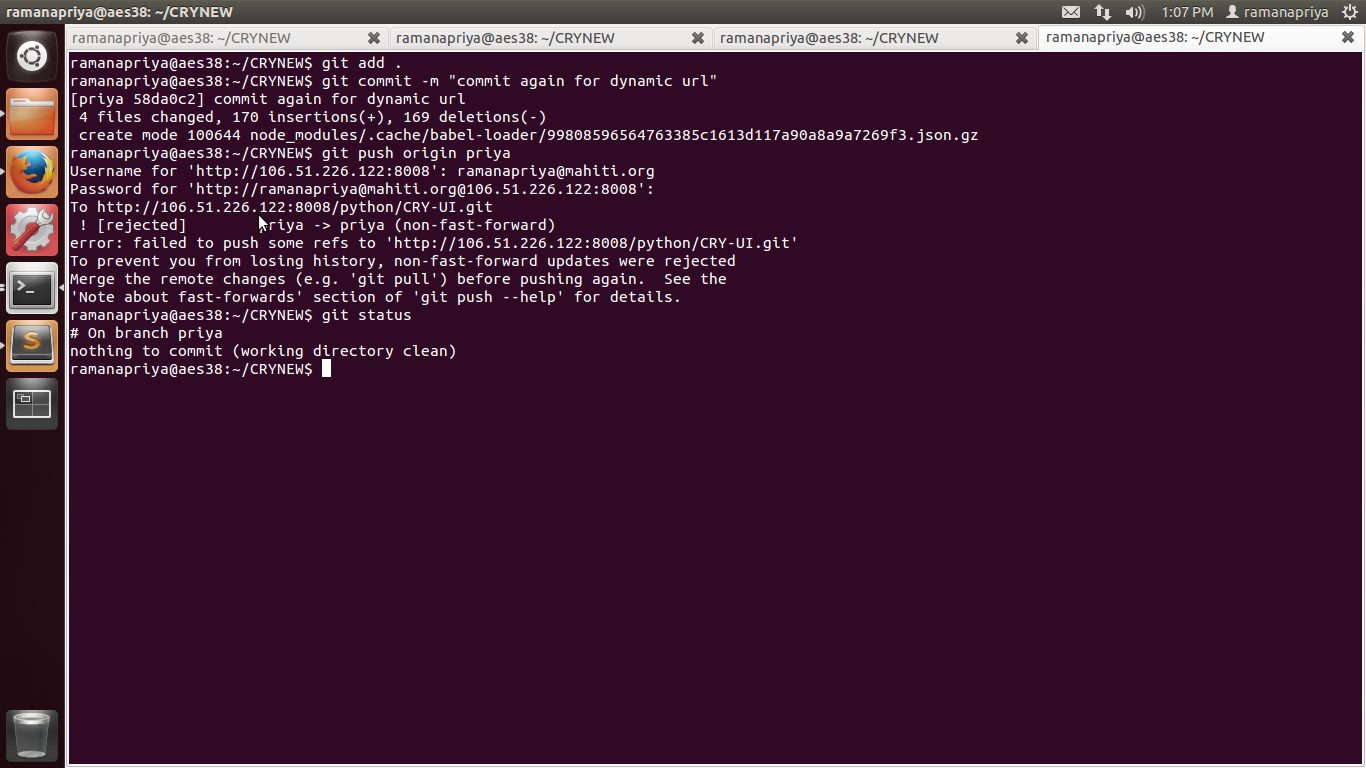 ramanapriya@aes38: ~/CRYNEW
1:07 PM ramanapriya
ramanapriya@aes38: ~/CRYNEW
ramanapriya@aes38: ~/CRYNEW
ramanapriya@aes38: ~/CRYNEW
ramanapriya@aes38: ~/CRYNEW
ramanapriya@aes38:~/CRYNEW$ git add .
ramanapriya@aes38:~/CRYNEW$ git commit -m "commit again for dynamic url"
[priya 58da0c2] commit again for dynamic url
 4 files changed, 170 insertions(+), 169 deletions(-)
 create mode 100644 node_modules/.cache/babel-loader/99808596564763385c1613d117a90a8a9a7269f3.json.gz
ramanapriya@aes38:~/CRYNEW$ git push origin priya
Username for 'http://106.51.226.122:8008': ramanapriya@mahiti.org
Password for 'http://ramanapriya@mahiti.org@106.51.226.122:8008':
To http://106.51.226.122:8008/python/CRY-UI.git
 ! [rejected]        priya -> priya (non-fast-forward)
error: failed to push some refs to 'http://106.51.226.122:8008/python/CRY-UI.git'
To prevent you from losing history, non-fast-forward updates were rejected
Merge the remote changes (e.g. 'git pull') before pushing again.  See the
'Note about fast-forwards' section of 'git push --help' for details.
ramanapriya@aes38:~/CRYNEW$ git status
# On branch priya
nothing to commit (working directory clean)
ramanapriya@aes38:~/CRYNEW$